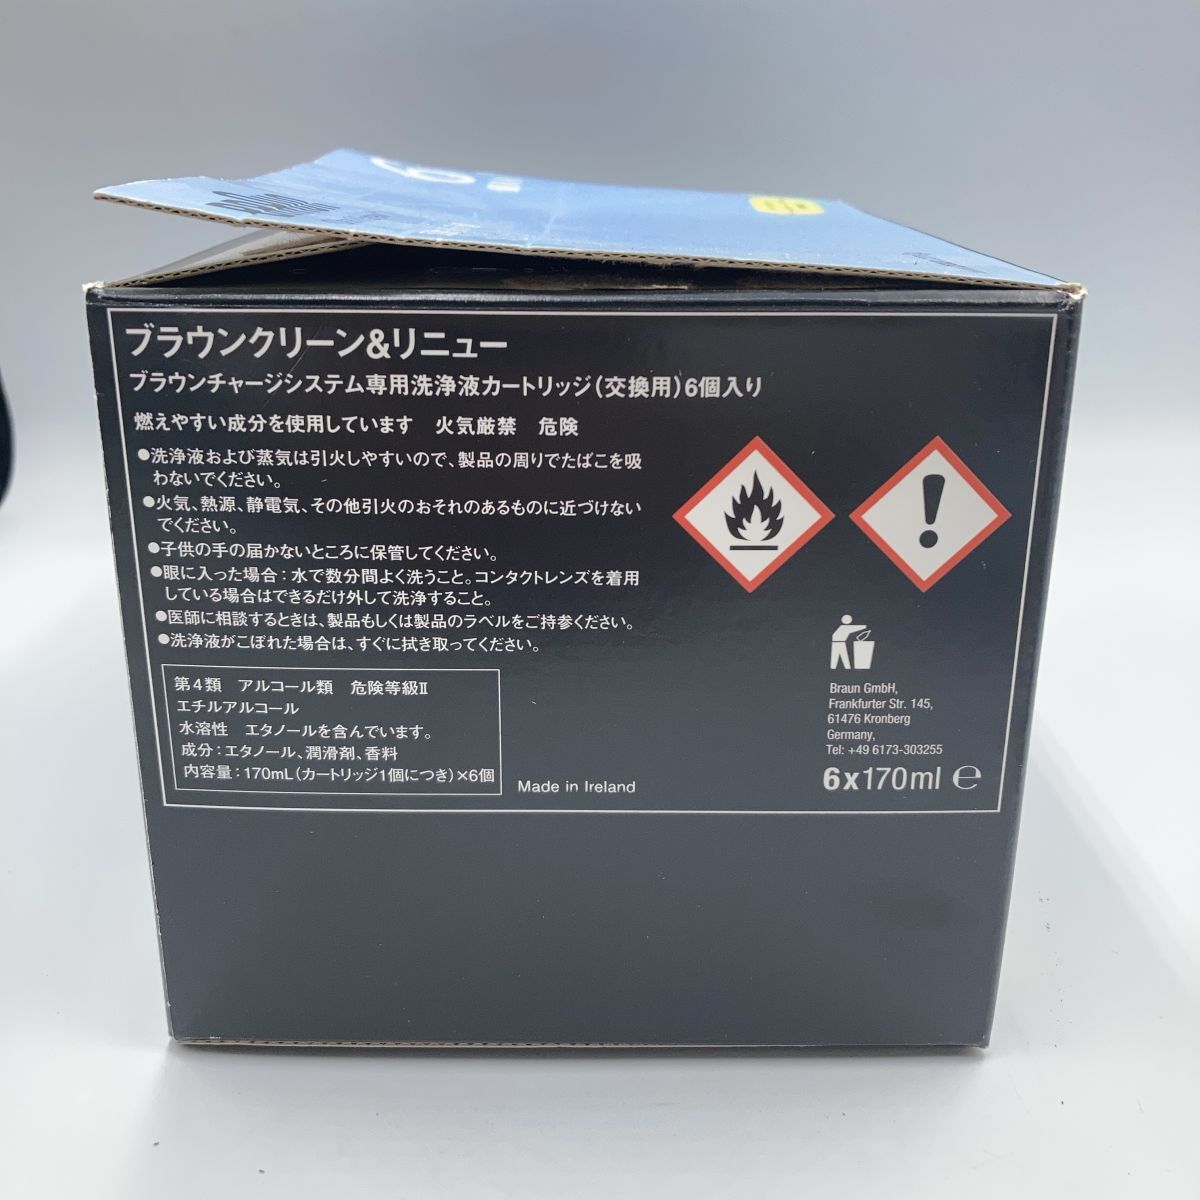 6
ブラウンクリーン&リニュー
ブラウンチャージシステム専用洗浄液カートリッジ(交換用)6個入り
燃えやすい成分を使用しています 火気厳禁 危険
●洗浄液および蒸気は引火しやすいので、製品の周りでたばこを吸
わないでください。
●火気、熱源、静電気、その他引火のおそれのあるものに近づけない
でください。
●子供の手の届かないところに保管してください。
●眼に入った場合:水で数分間よく洗うこと。コンタクトレンズを着用
している場合はできるだけ外して洗浄すること。
●医師に相談するときは、製品もしくは製品のラベルをご持参ください。
●洗浄液がこぼれた場合は、すぐに拭き取ってください。
第4類 アルコール類 危険等級Ⅱ
エチルアルコール
水溶性 エタノールを含んでいます。
成分:エタノール、潤滑剤、香料
内容量:170mL(カートリッジ1個につき)×6個
Made in Ireland
Braun GmbH,
Frankfurter Str. 145,
61476 Kronberg
Germany,
Tel: +49 6173-303255
6x170ml ℮